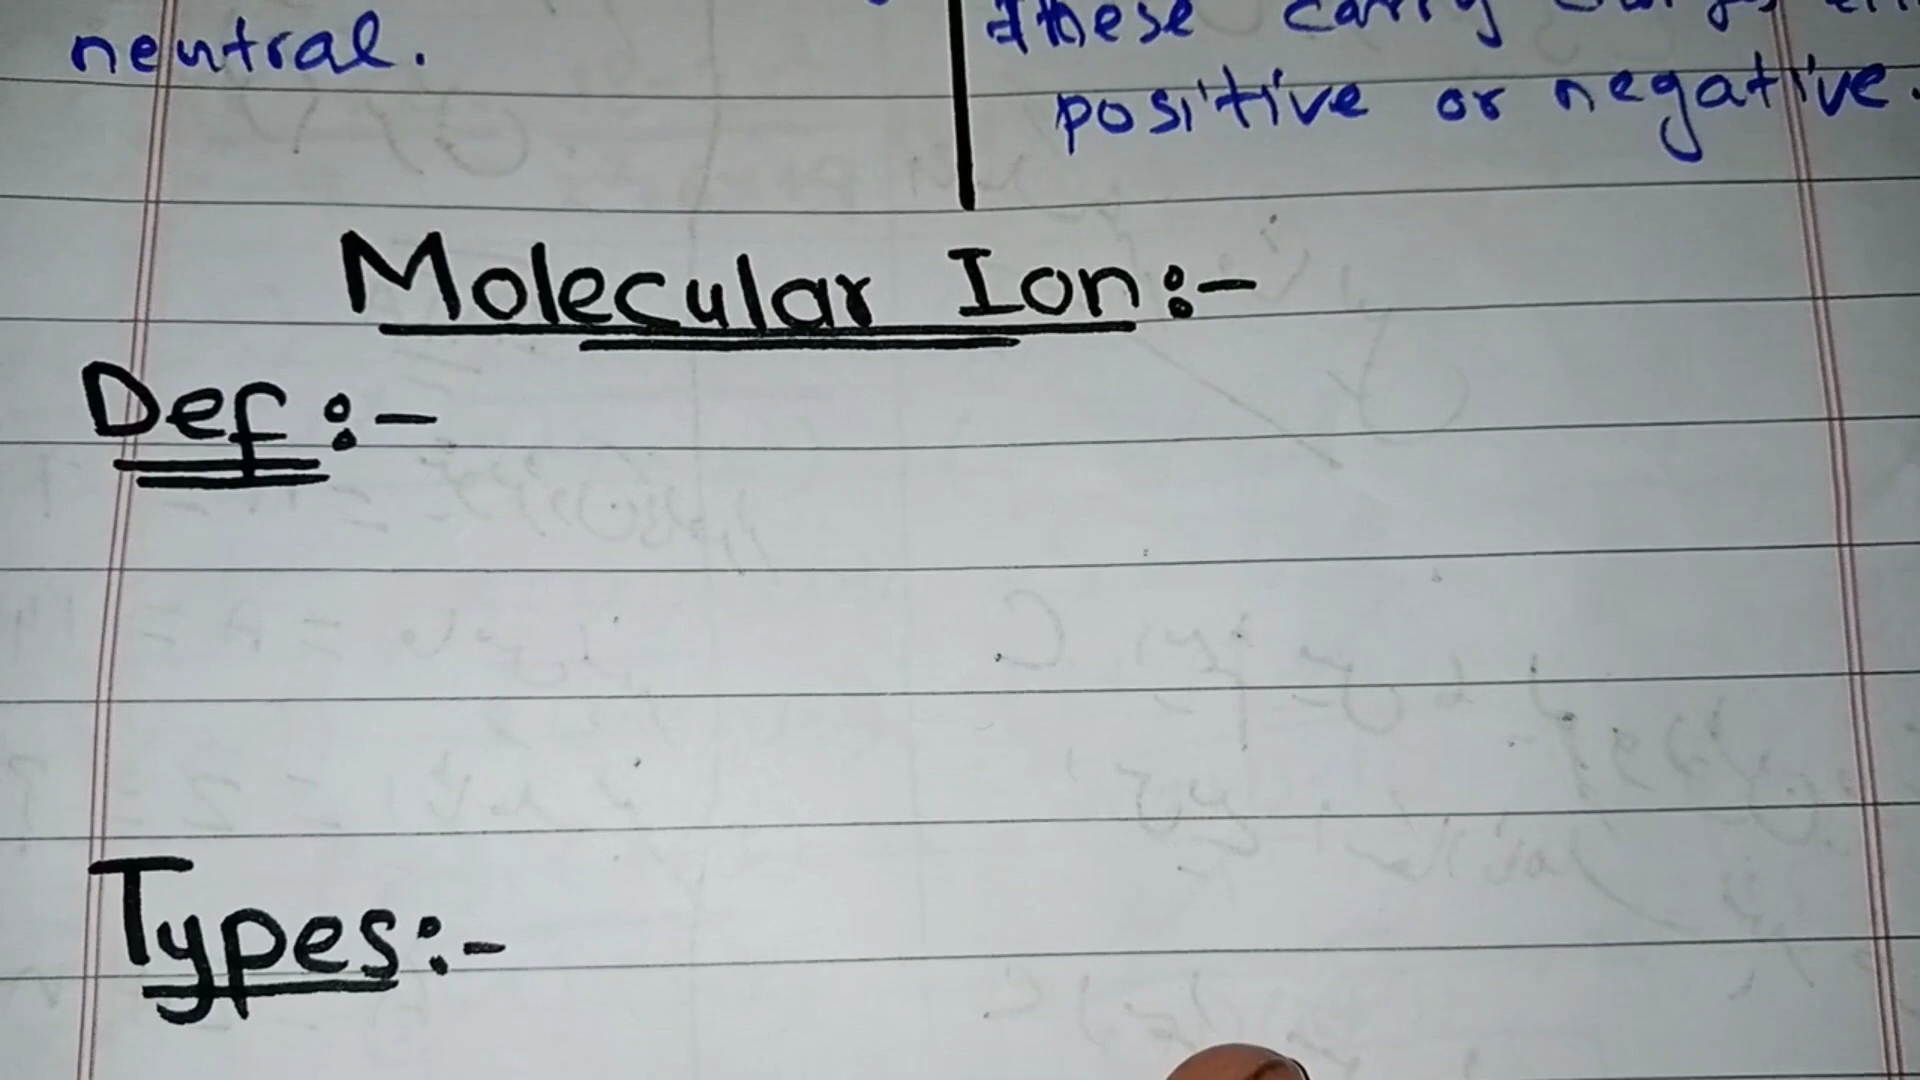 neutral.
these carry
positive or negative.
Molecular Ion:-
Def:-
Types:-